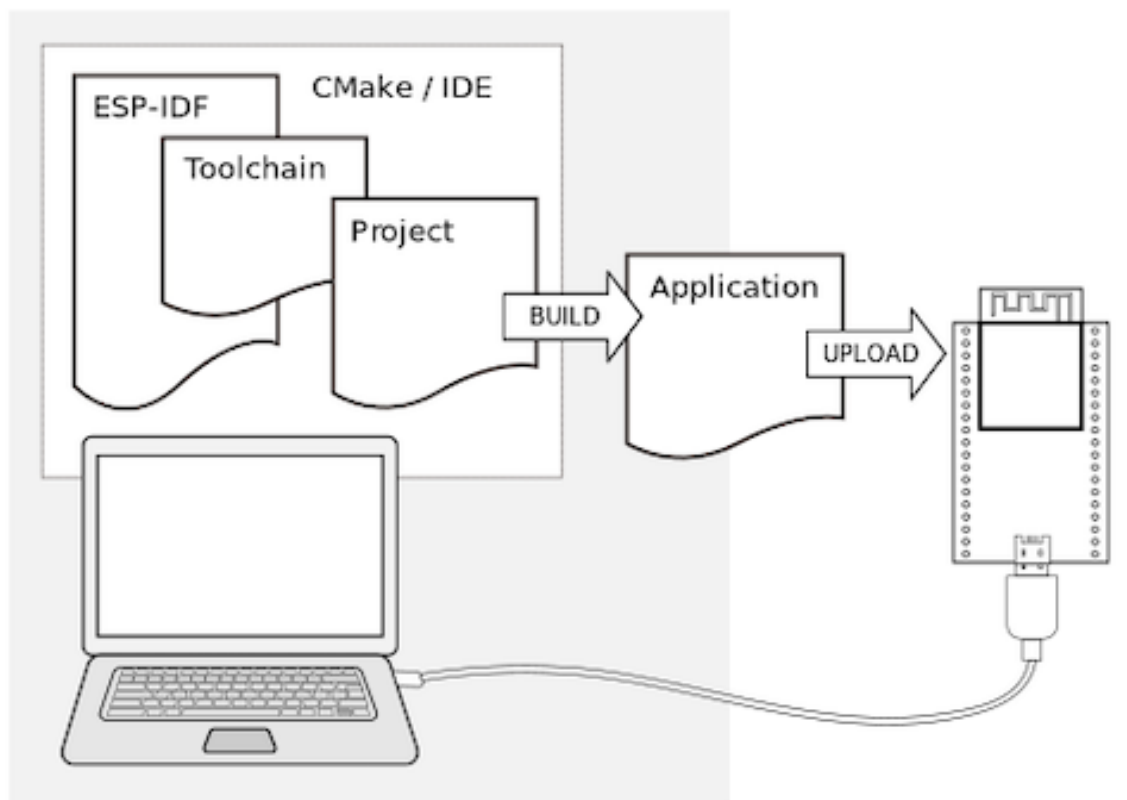 CMake / IDE
ESP-IDF
Toolchain
Project
BUILD
Application
UPLOAD